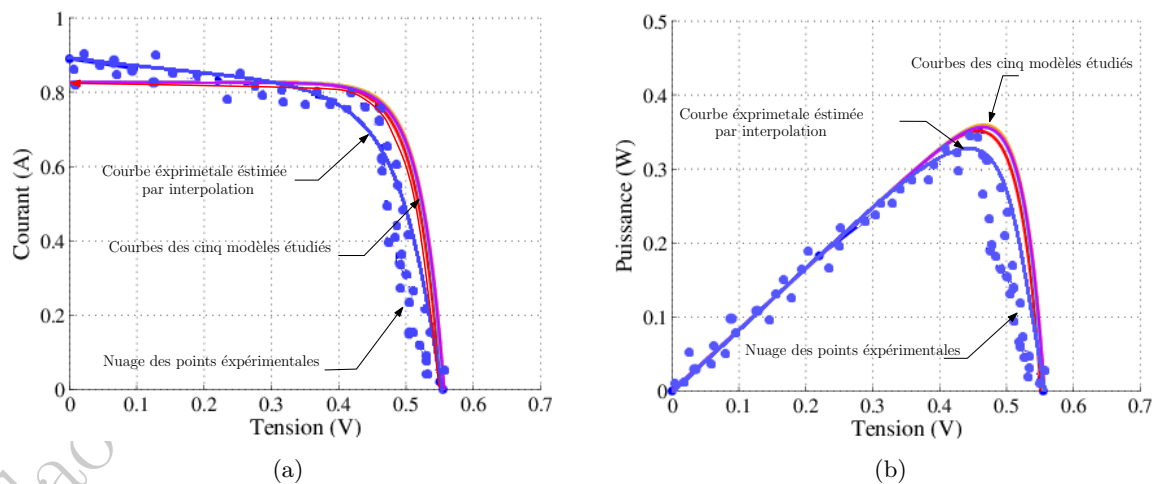 1
0.8
0.6
0.4
0.2
0
Courant (A)
Courbe éxprimetale éstimée
par interpolation
Courbes des cinq modèles étudiés
Nuage des points éxpérimentales
0 0.1 0.2 0.3 0.4 0.5 0.6 0.7
Tension (V)
(a)
0.5
0.4
0.3
0.2
0.1
0
Puissance (W)
Courbes des cinq modèles étudiés
Courbe éxprimetale éstimée
par interpolation
Nuage des points éxpérimentales
0 0.1 0.2 0.3 0.4 0.5 0.6 0.7
Tension (V)
(b)